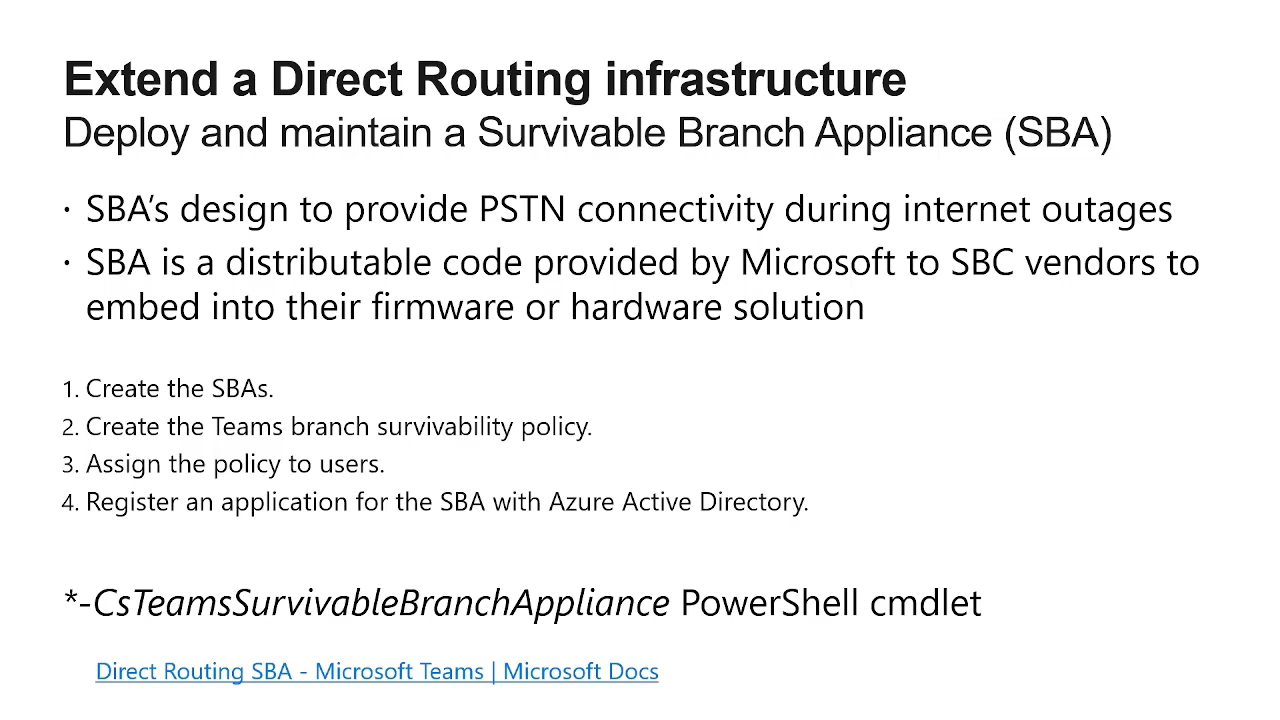 Extend a Direct Routing infrastructure
Deploy and maintain a Survivable Branch Appliance (SBA)
· SBA’s design to provide PSTN connectivity during internet outages
· SBA is a distributable code provided by Microsoft to SBC vendors to
embed into their firmware or hardware solution
1. Create the SBAs.
2. Create the Teams branch survivability policy.
3. Assign the policy to users.
4. Register an application for the SBA with Azure Active Directory.
*-CsTeamsSurvivableBranchAppliance PowerShell cmdlet
Direct Routing SBA - Microsoft Teams | Microsoft Docs